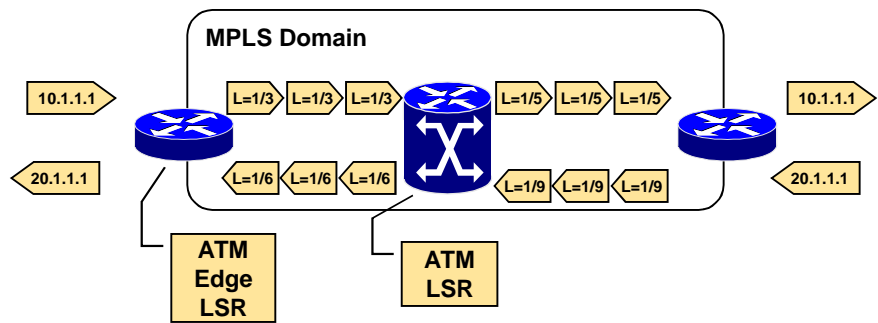 MPLS Domain
10.1.1.1
L=1/3
L=1/3
L=1/3
L=1/5
L=1/5
L=1/5
10.1.1.1
20.1.1.1
L=1/6
L=1/6
L=1/6
L=1/9
L=1/9
L=1/9
20.1.1.1
ATM
Edge
LSR
ATM
LSR